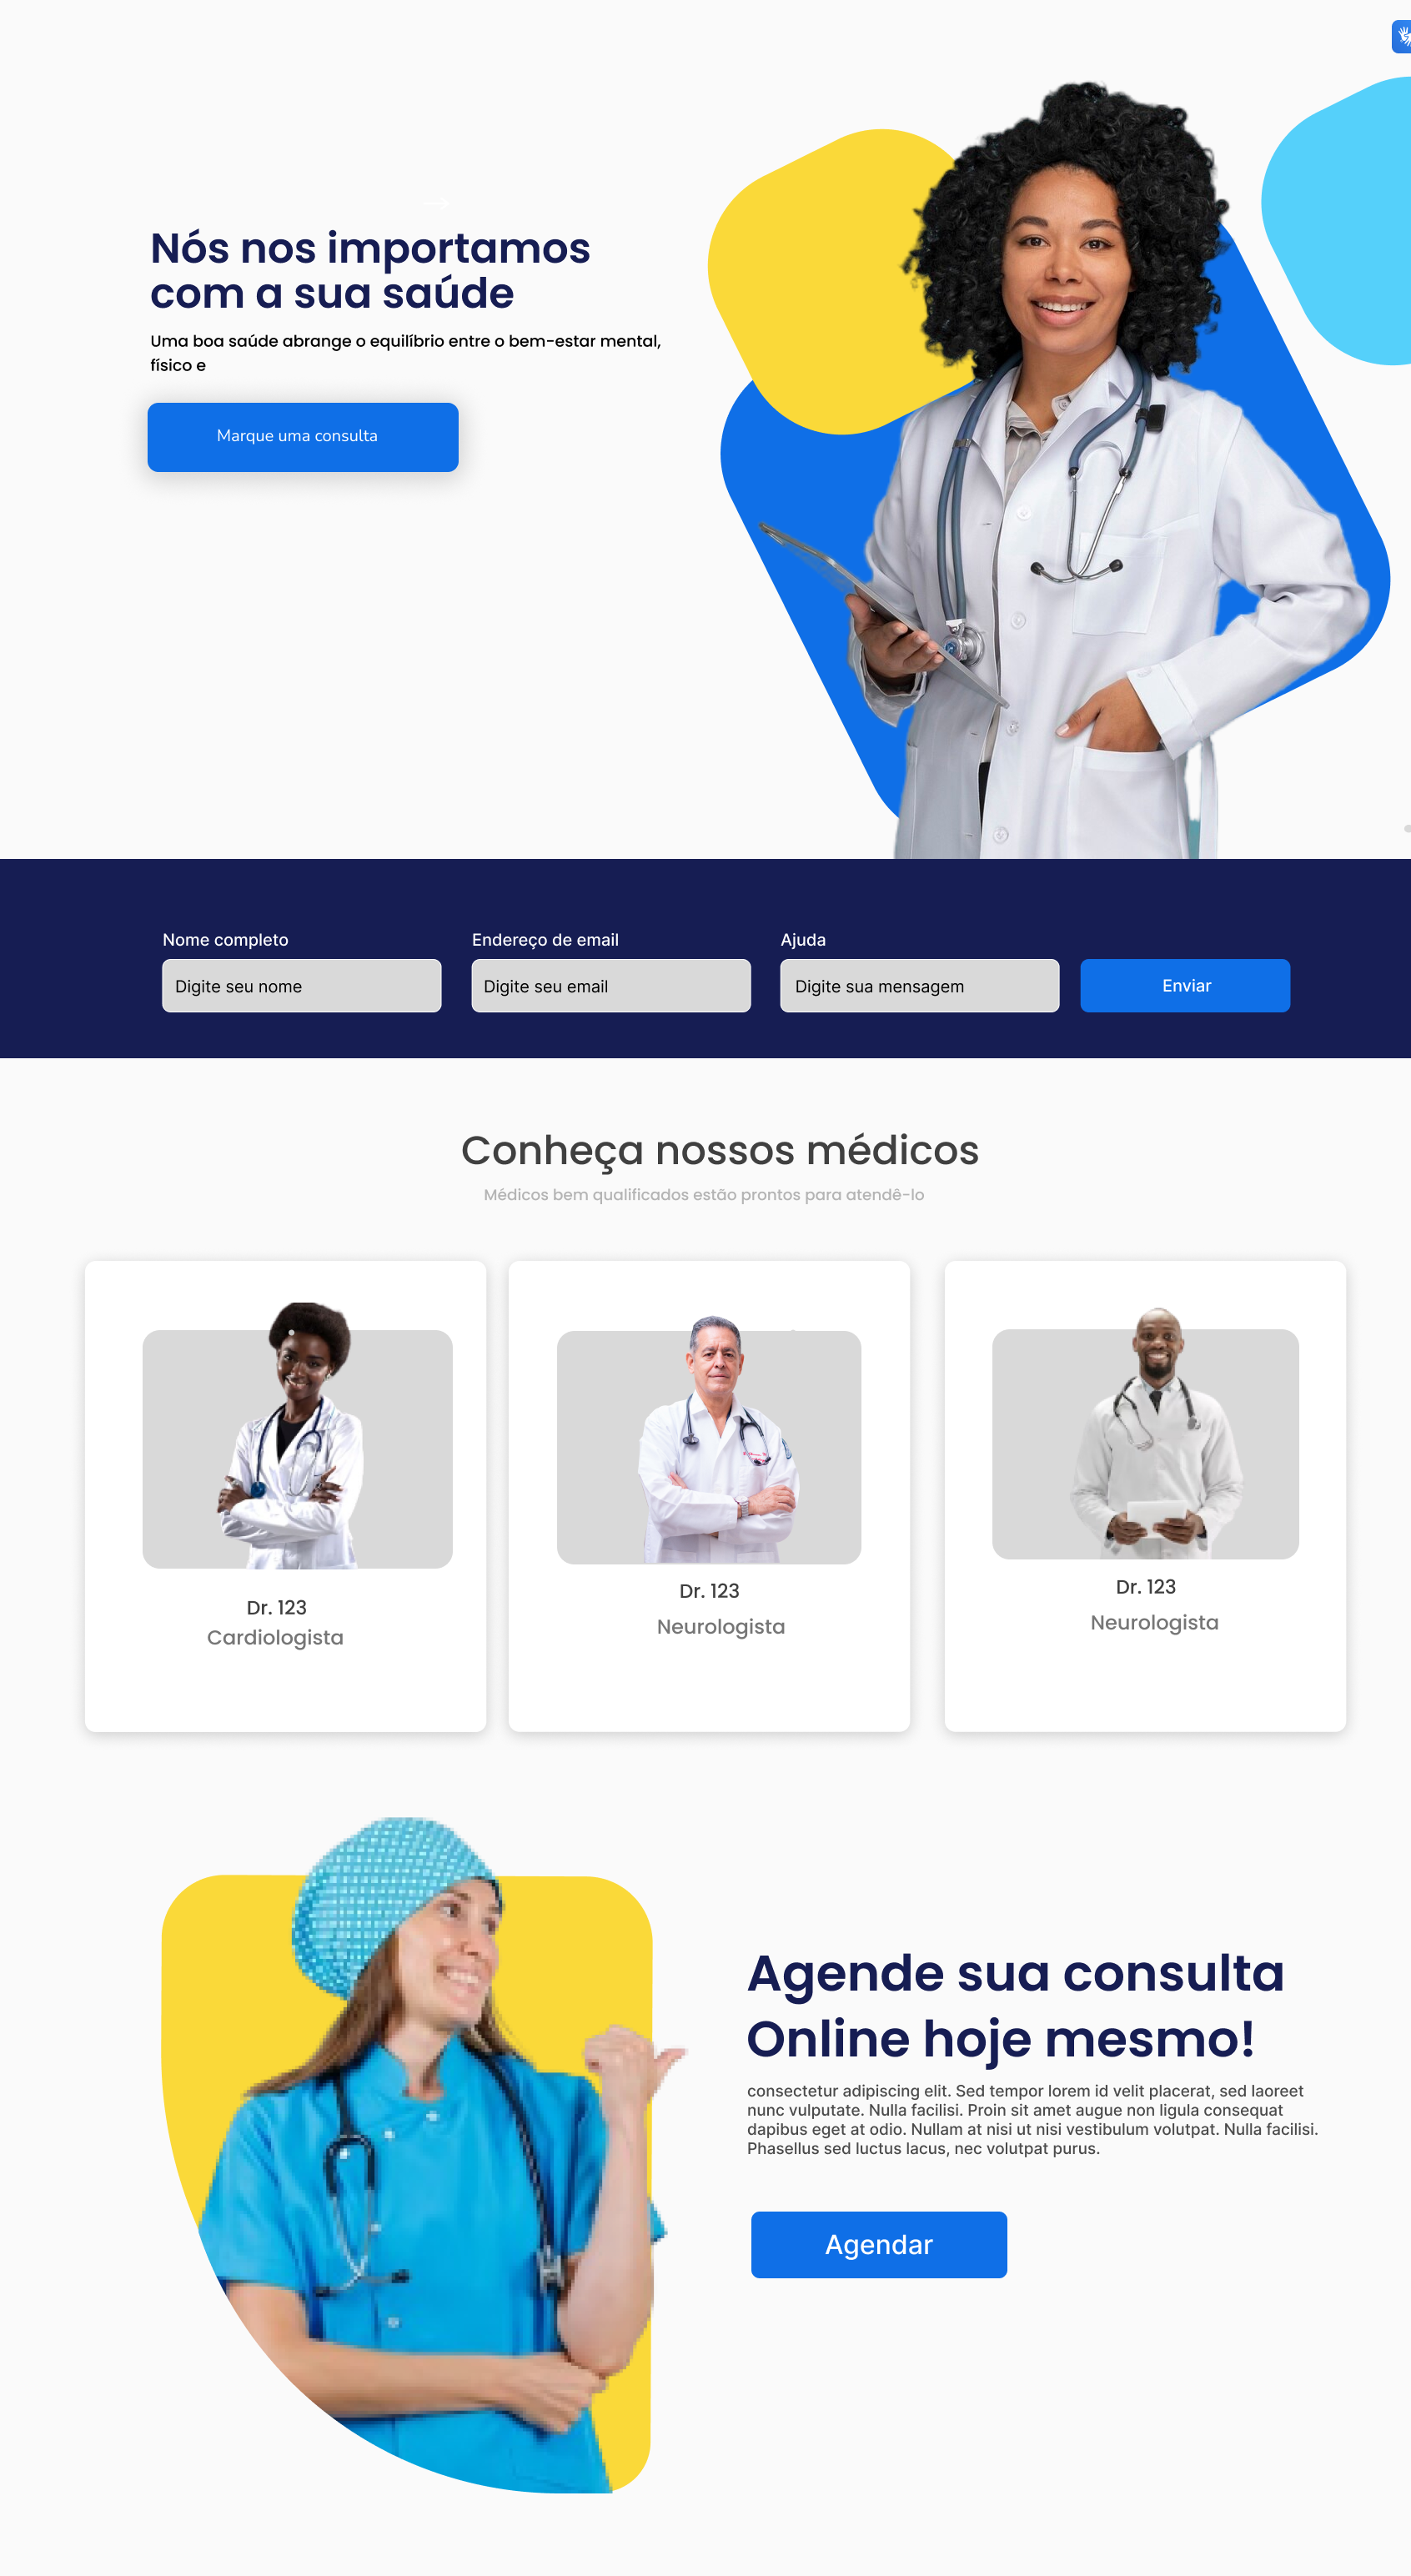 Nós nos importamos
com a sua saúde
Uma boa saúde abrange o equilíbrio entre o bem-estar mental,
físico e
Marque uma consulta
Nome completo
Endereço de email
Ajuda
Digite seu nome
Digite seu email
Digite sua mensagem
Enviar
Conheça nossos médicos
Médicos bem qualificados estão prontos para atendê-lo
Dr. 123
Cardiologista
Dr. 123
Neurologista
Dr. 123
Neurologista
Agende sua consulta
Online hoje mesmo!
consectetur adipiscing elit. Sed tempor lorem id velit placerat, sed laoreet
nunc vulputate. Nulla facilisi. Proin sit amet augue non ligula consequat
dapibus eget at odio. Nullam at nisi ut nisi vestibulum volutpat. Nulla facilisi.
Phasellus sed luctus lacus, nec volutpat purus.
Agendar